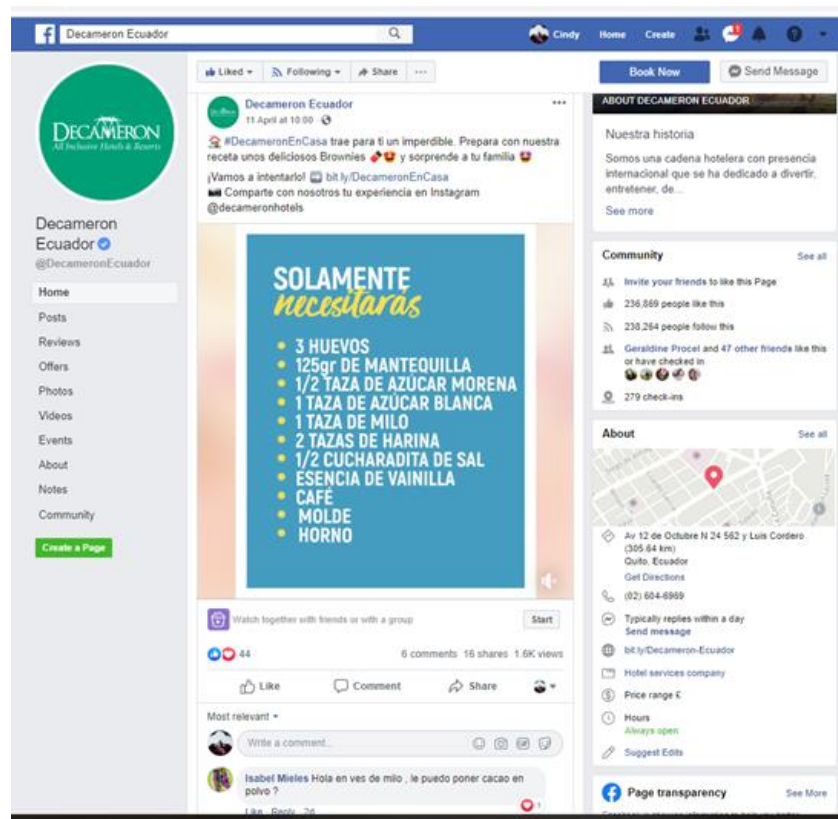 Decameron Ecuador
Cindy
Home
Create
Liked
Following
Share
Book Now
Send Message
DECAMERON
All Inclusive Hotels & Resorts
Decameron
Ecuador
@DecameronEcuador
Home
Posts
Reviews
Offers
Photos
Videos
Events
About
Notes
Community
Create a Page
Decameron Ecuador
11 April at 10:00
#DecameronEnCasa trae para ti un imperdible. Prepara con nuestra
receta unos deliciosos Brownies y sorprende a tu familia
¡Vamos a intentarlo! bit.ly/DecameronEnCasa
Comparte con nosotros tu experiencia en Instagram
@decameronhotels
SOLAMENTE
necesitarás
3 HUEVOS
125gr DE MANTEQUILLA
1/2 TAZA DE AZÚCAR MORENA
1 TAZA DE AZÚCAR BLANCA
1 TAZA DE MILO
2 TAZAS DE HARINA
1/2 CUCHARADITA DE SAL
ESENCIA DE VAINILLA
CAFÉ
MOLDE
HORNO
Watch together with friends or with a group
Start
44
6 comments 16 shares 1.6K views
Like
Comment
Share
Most relevant
Write a comment...
Isabel Mieles Hola en ves de milo , le puedo poner cacao en
polvo ?
Like Reply 2d
1
ABOUT DECAMERON ECUADOR
Nuestra historia
Somos una cadena hotelera con presencia
internacional que se ha dedicado a divertir,
entretener, de...
See more
Community
See all
Invite your friends to like this Page
236,869 people like this
238,264 people follow this
Geraldine Procel and 47 other friends like this
or have checked in
279 check-ins
About
See all
Av 12 de Octubre N 24 562 y Luis Cordero
(305.64 km)
Quito, Ecuador
Get Directions
(02) 604-6969
Typically replies within a day
Send message
bit.ly/Decameron-Ecuador
Hotel services company
Price range £
Hours
Always open
Suggest Edits
Page transparency
See More